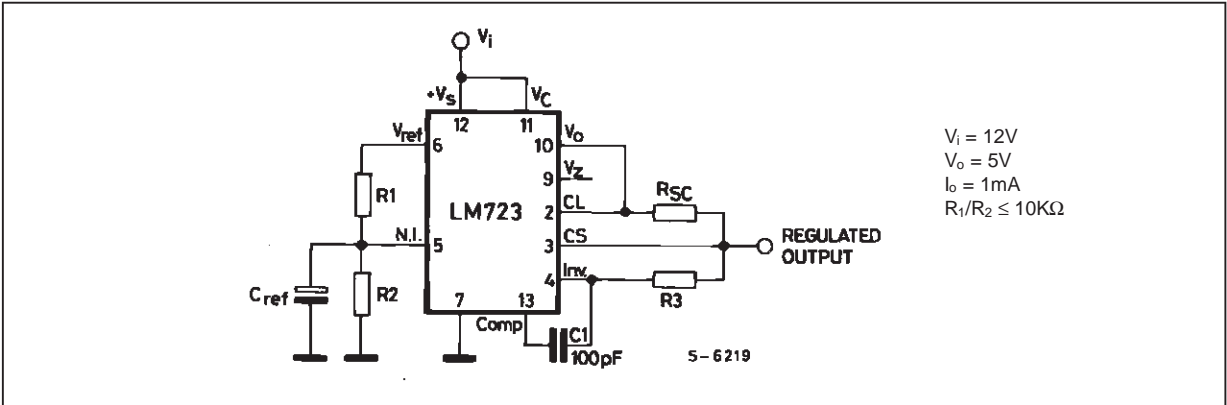 Vi
+Vs
VC
12
11
Vref
6
Vo
10
Vz
9
R1
LM723
CL
2
RSC
N.I.
5
CS
3
REGULATED
OUTPUT
Inv.
4
R3
Cref
R2
7
13
Comp
C1
100pF
S-6219
Vi = 12V
Vo = 5V
Io = 1mA
R1/R2 ≤ 10KΩ